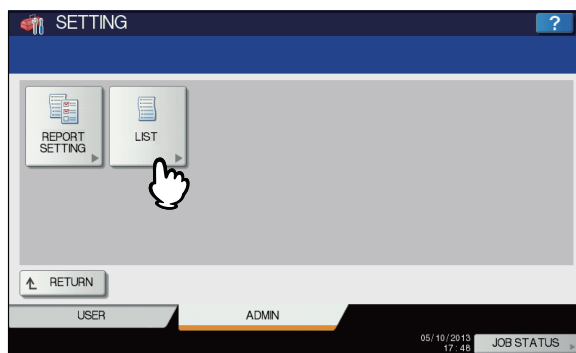 SETTING
?
REPORT
SETTING
LIST
RETURN
USER
ADMIN
05/10/2013
17:48
JOB STATUS